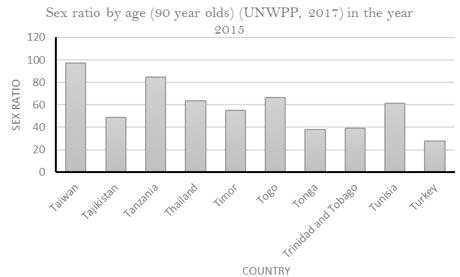 Sex ratio by age (90 year olds) (UNWPP, 2017) in the year
2015
120
100
80
60
40
20
0
SEX RATIO
Taiwan
Tajikistan
Tanzania
Thailand
Timor
Togo
Tonga
Trinidad and Tobago
Tunisia
Turkey
COUNTRY